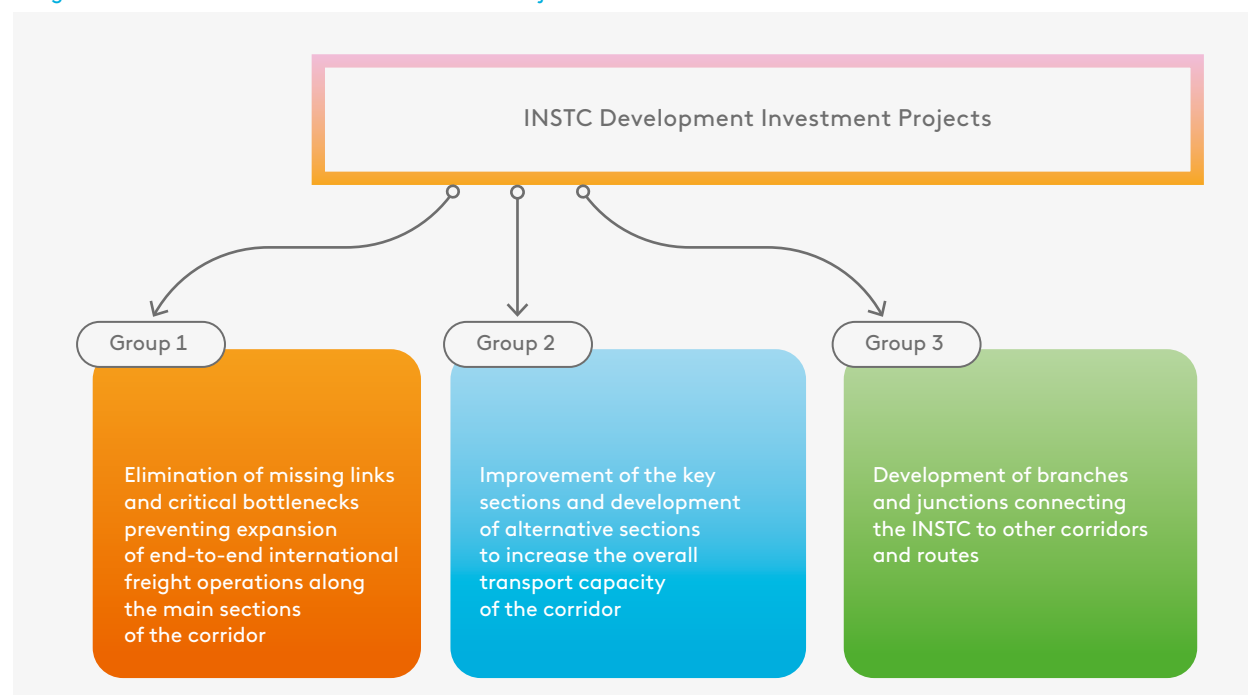 INSTC Development Investment Projects
Group 1
Elimination of missing links
and critical bottlenecks
preventing expansion
of end-to-end international
freight operations along
the main sections
of the corridor
Group 2
Improvement of the key
sections and development
of alternative sections
to increase the overall
transport capacity
of the corridor
Group 3
Development of branches
and junctions connecting
the INSTC to other corridors
and routes